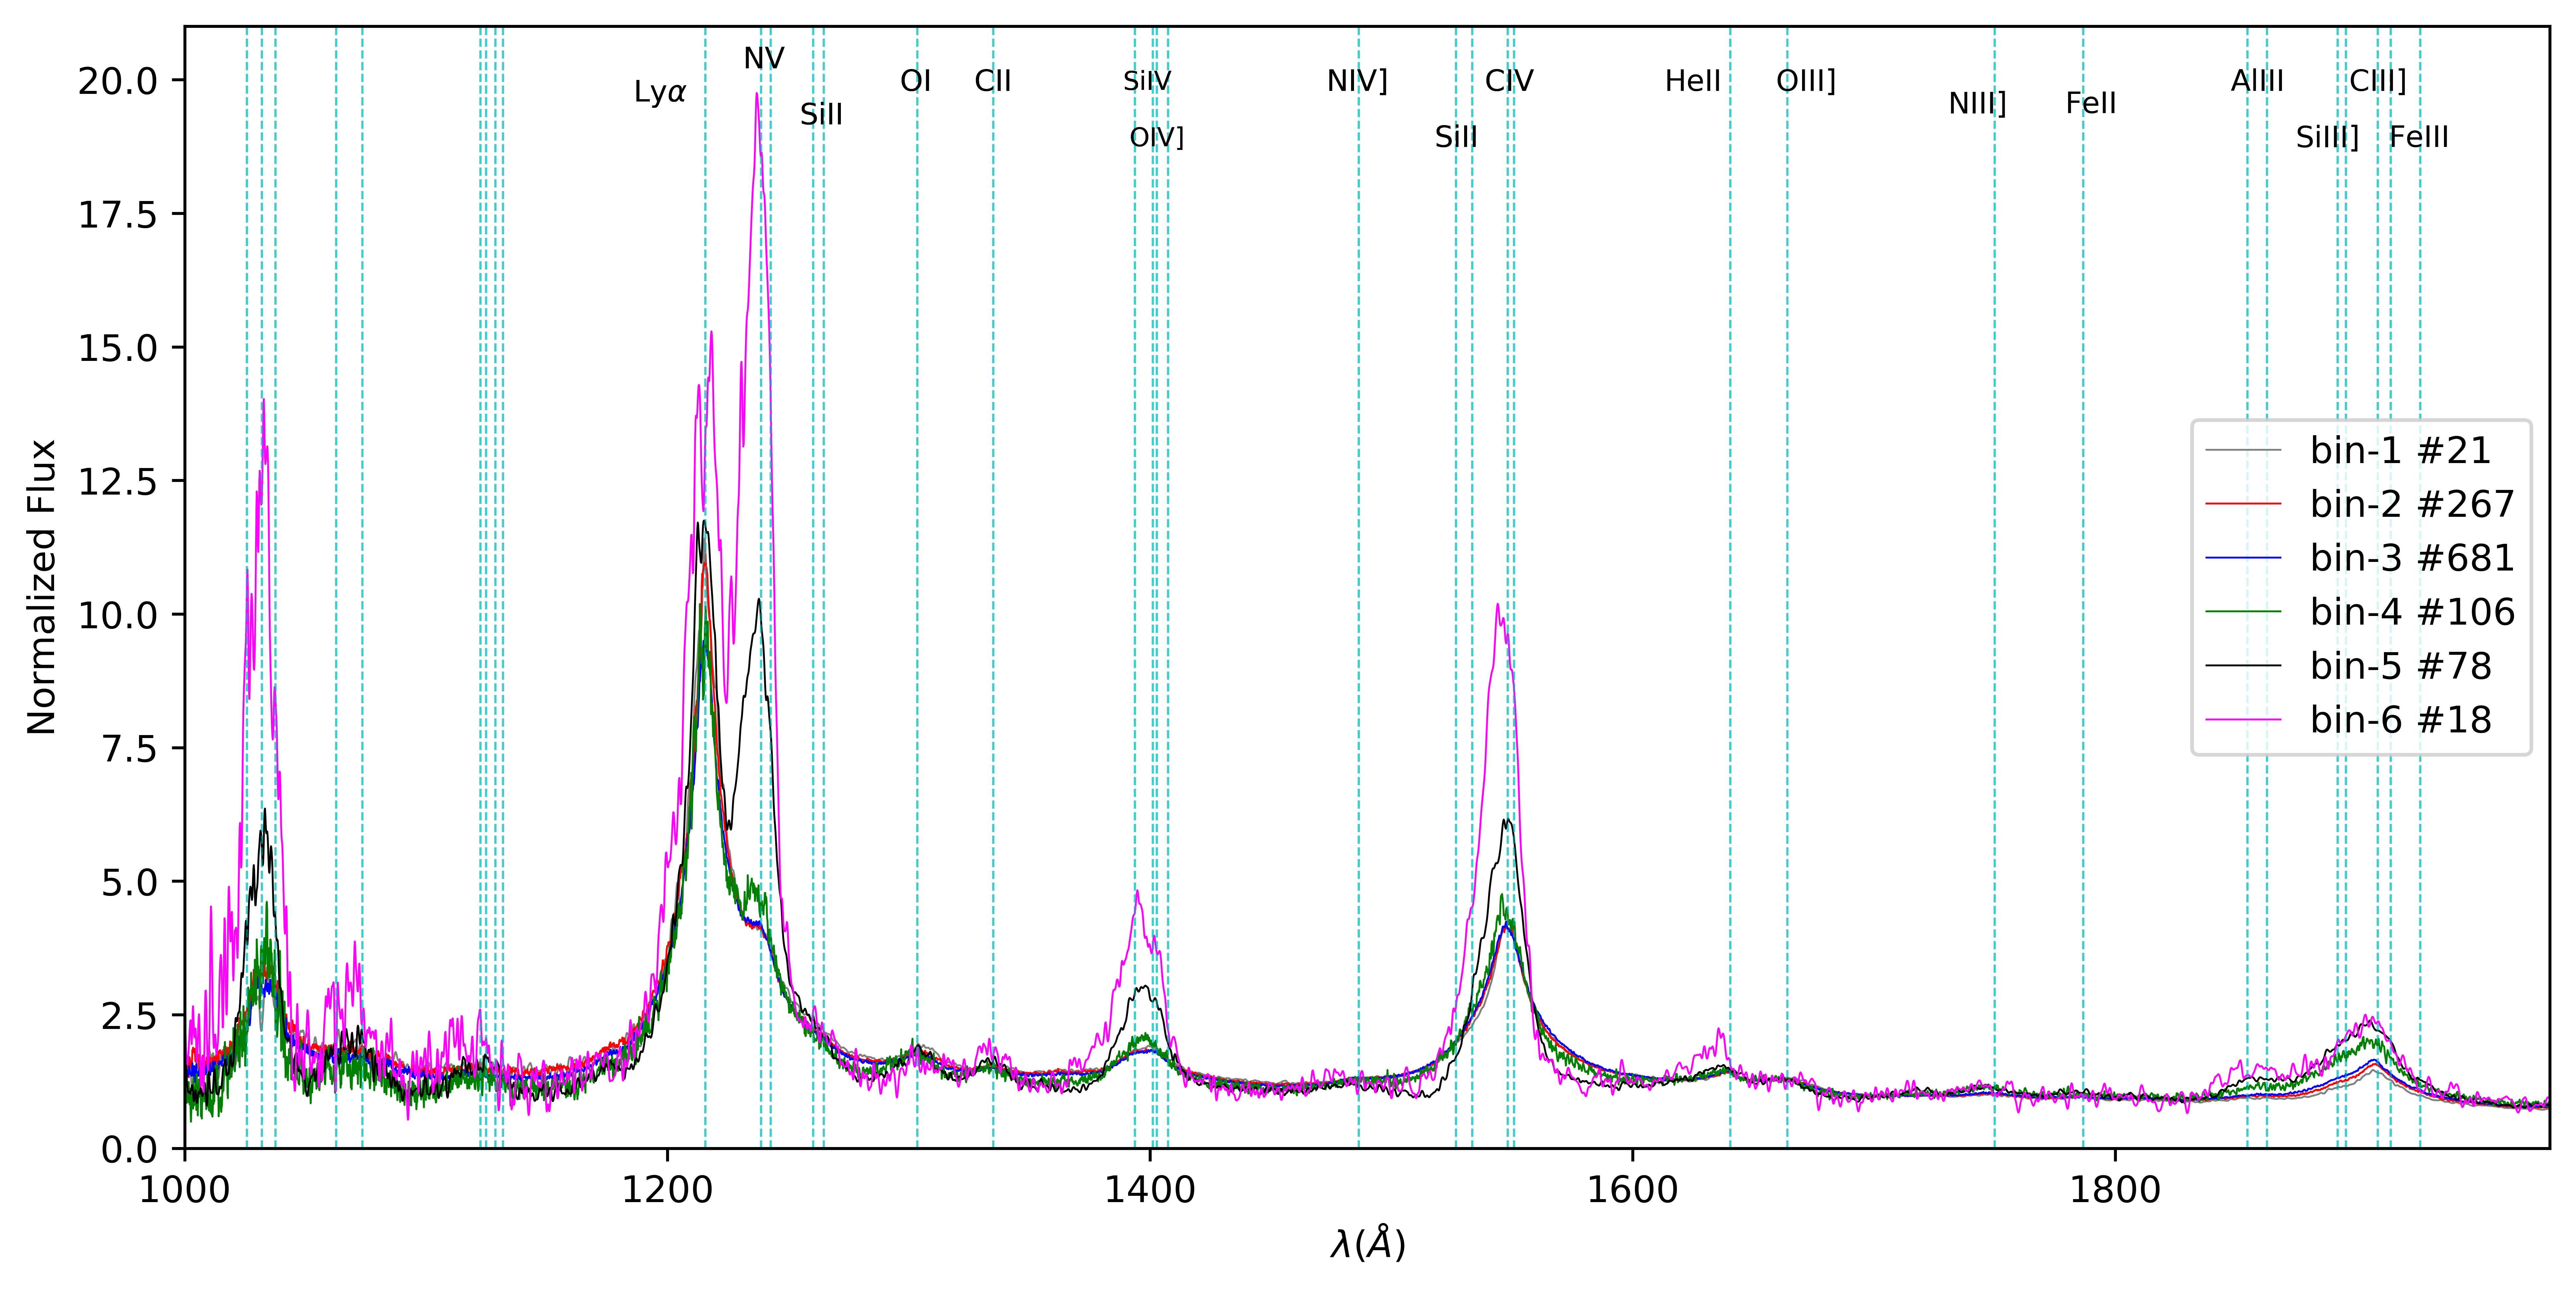 NV
Lyα
SiII
OI
CII
SiIV
OIV]
NIV]
CIV
SiII
HeII
OIII]
NIII]
FeII
AlIII
CIII]
SiIII]
FeIII
20.0
17.5
15.0
12.5
10.0
7.5
5.0
2.5
0.0
Normalized Flux
bin-1 #21
bin-2 #267
bin-3 #681
bin-4 #106
bin-5 #78
bin-6 #18
1000
1200
1400
1600
1800
λ(Å)